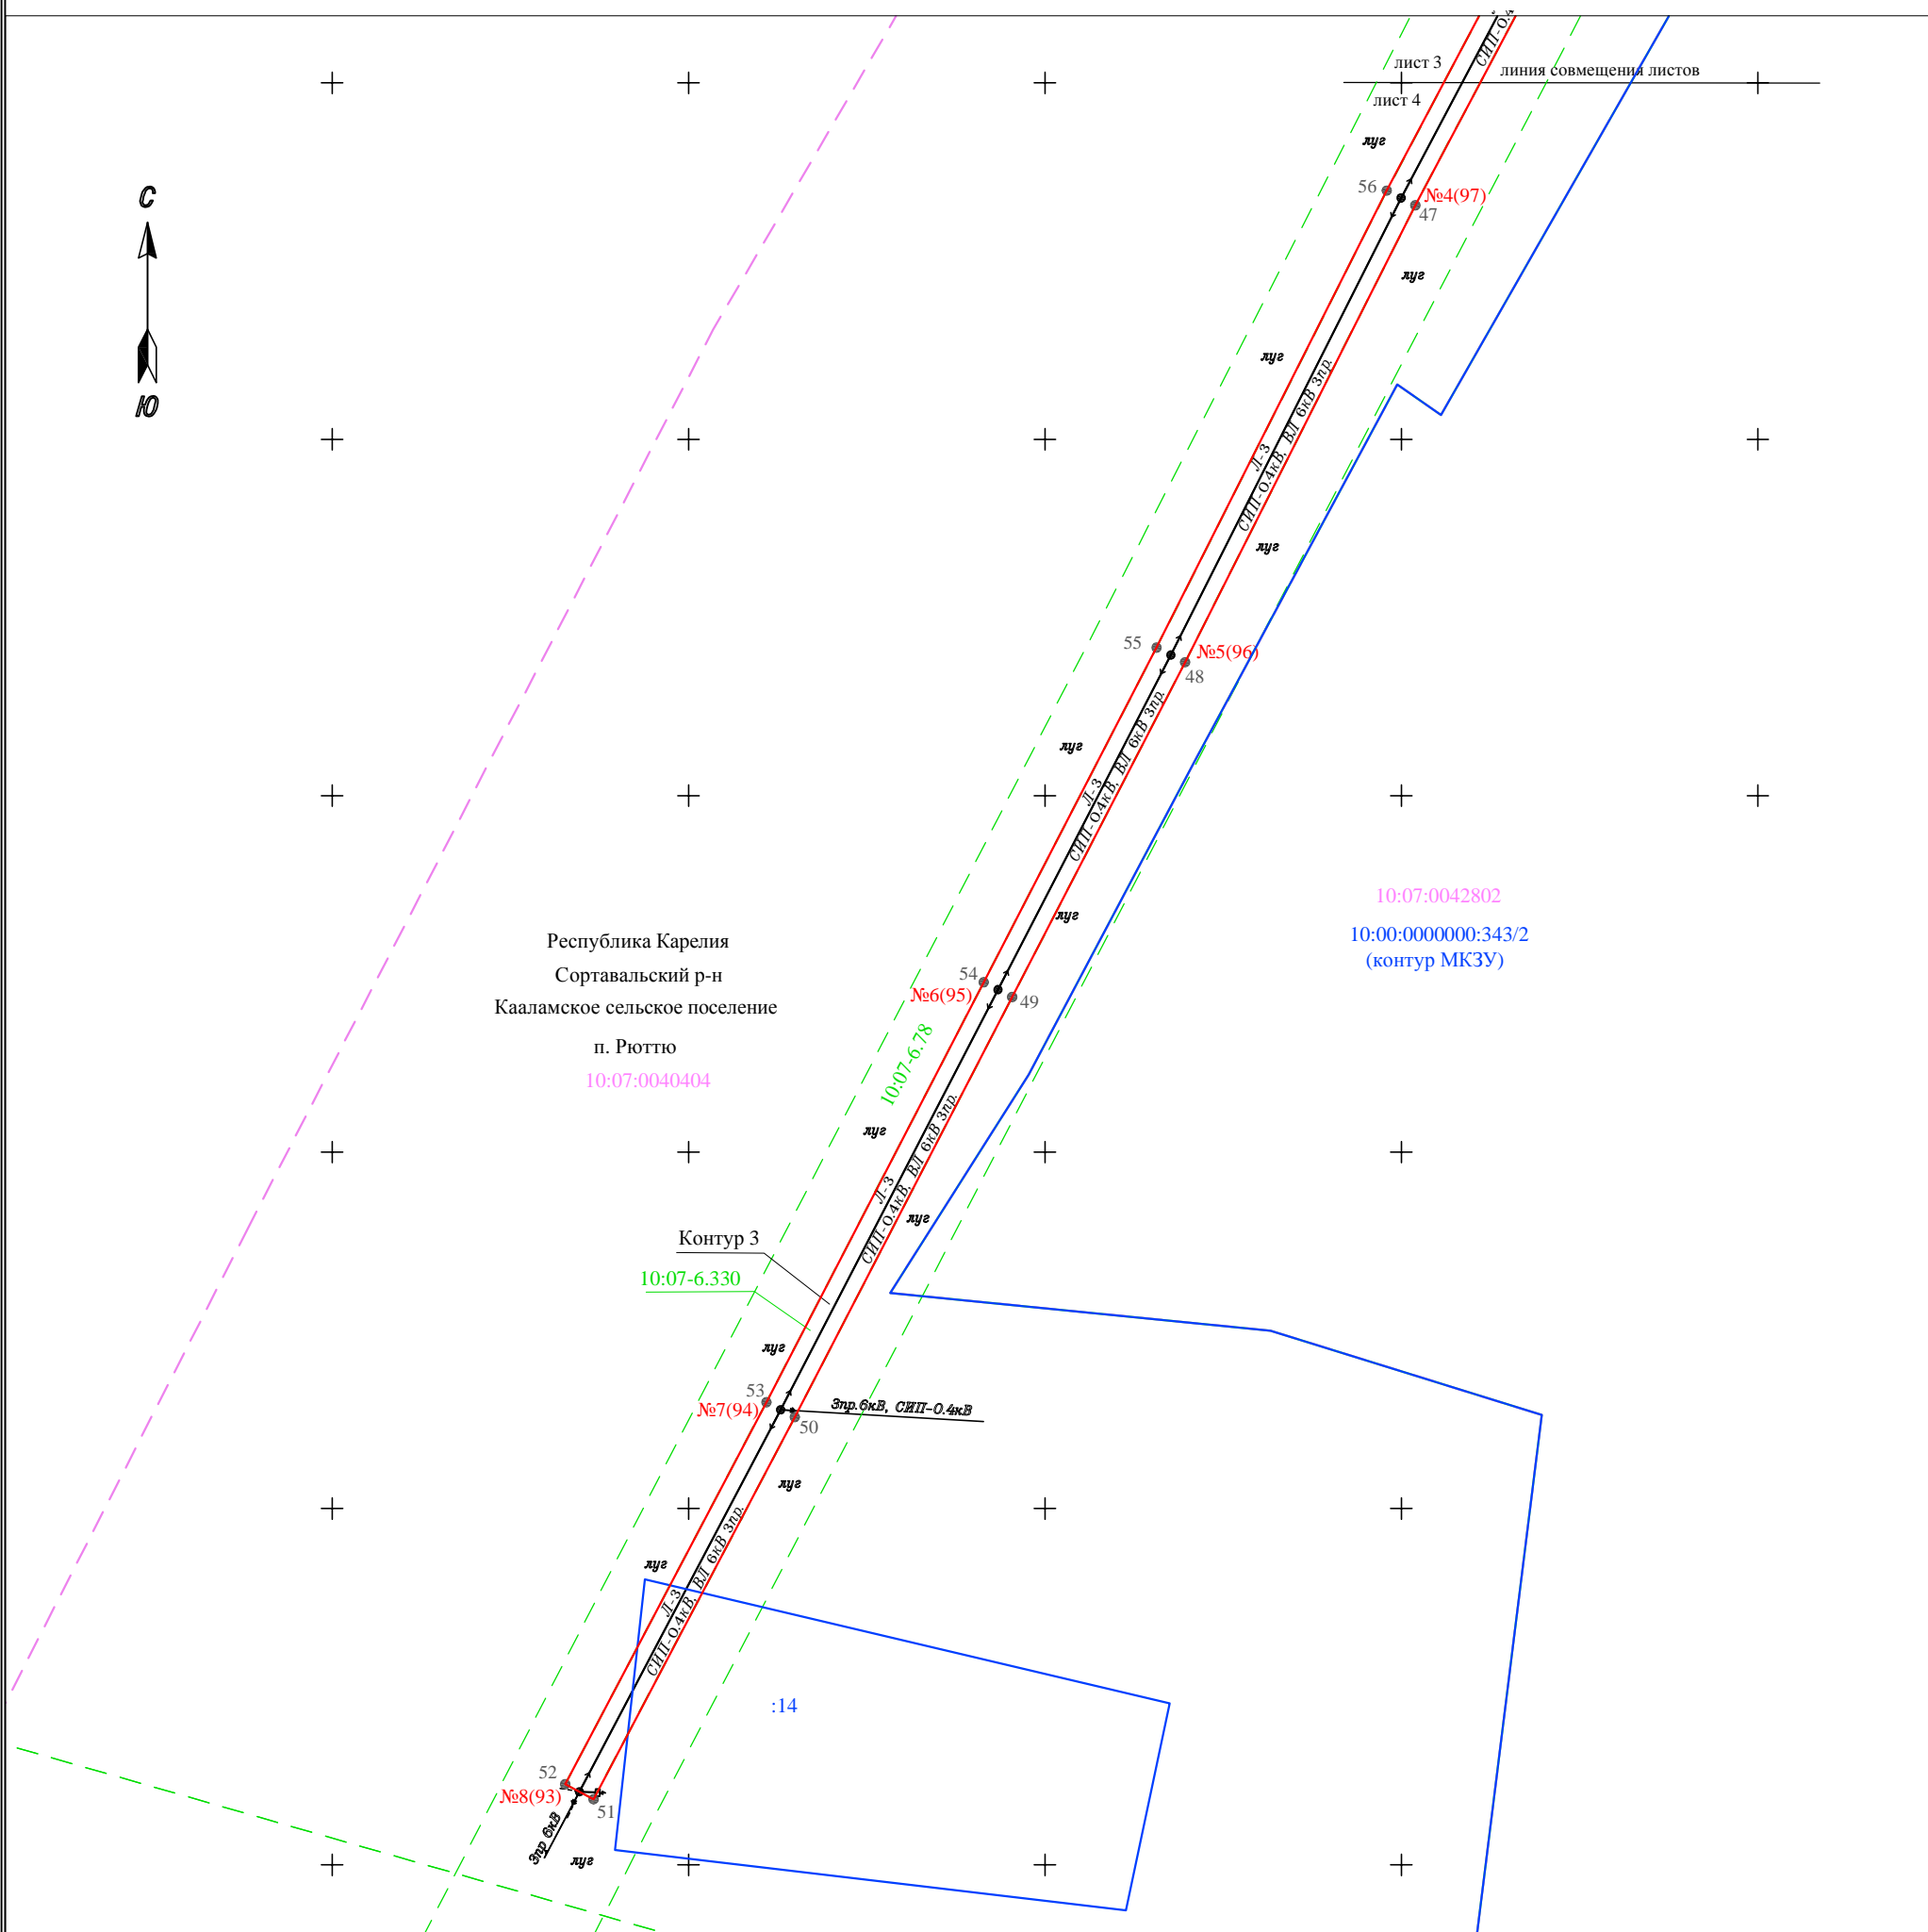 СИП-0.4
лист 3
линия совмещения листов
лист 4
луг
С
56
№4(97)
47
луг
Ю
луг
Л-3
СИП-0.4кВ, ВЛ 6кВ 3пр.
луг
55
№5(96)
48
луг
Л-3
СИП-0.4кВ, ВЛ 6кВ 3пр.
10:07:0042802
луг
10:00:0000000:343/2
(контур МКЗУ)
Республика Карелия
Сортавальский р-н
Кааламское сельское поселение
п. Рюттю
10:07:0040404
54
№6(95)
49
10:07-6.78
луг
Л-3
СИП-0.4кВ, ВЛ 6кВ 3пр.
луг
Контур 3
10:07-6.330
луг
53
№7(94)
3пр.6кВ, СИП-0.4кВ
50
луг
луг
Л-3
СИП-0.4кВ, ВЛ 6кВ 3пр.
:14
52
№8(93)
51
3пр 6кВ
луг